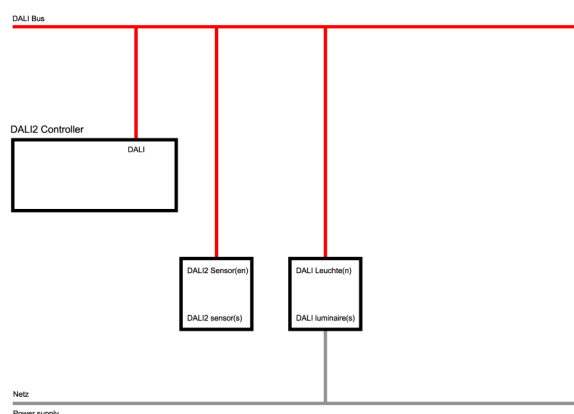 DALI Bus
DALI2 Controller
DALI
DALI2 Sensor(en)
DALI2 sensor(s)
DALI Leuchte(n)
DALI luminaire(s)
Netz
Power supply